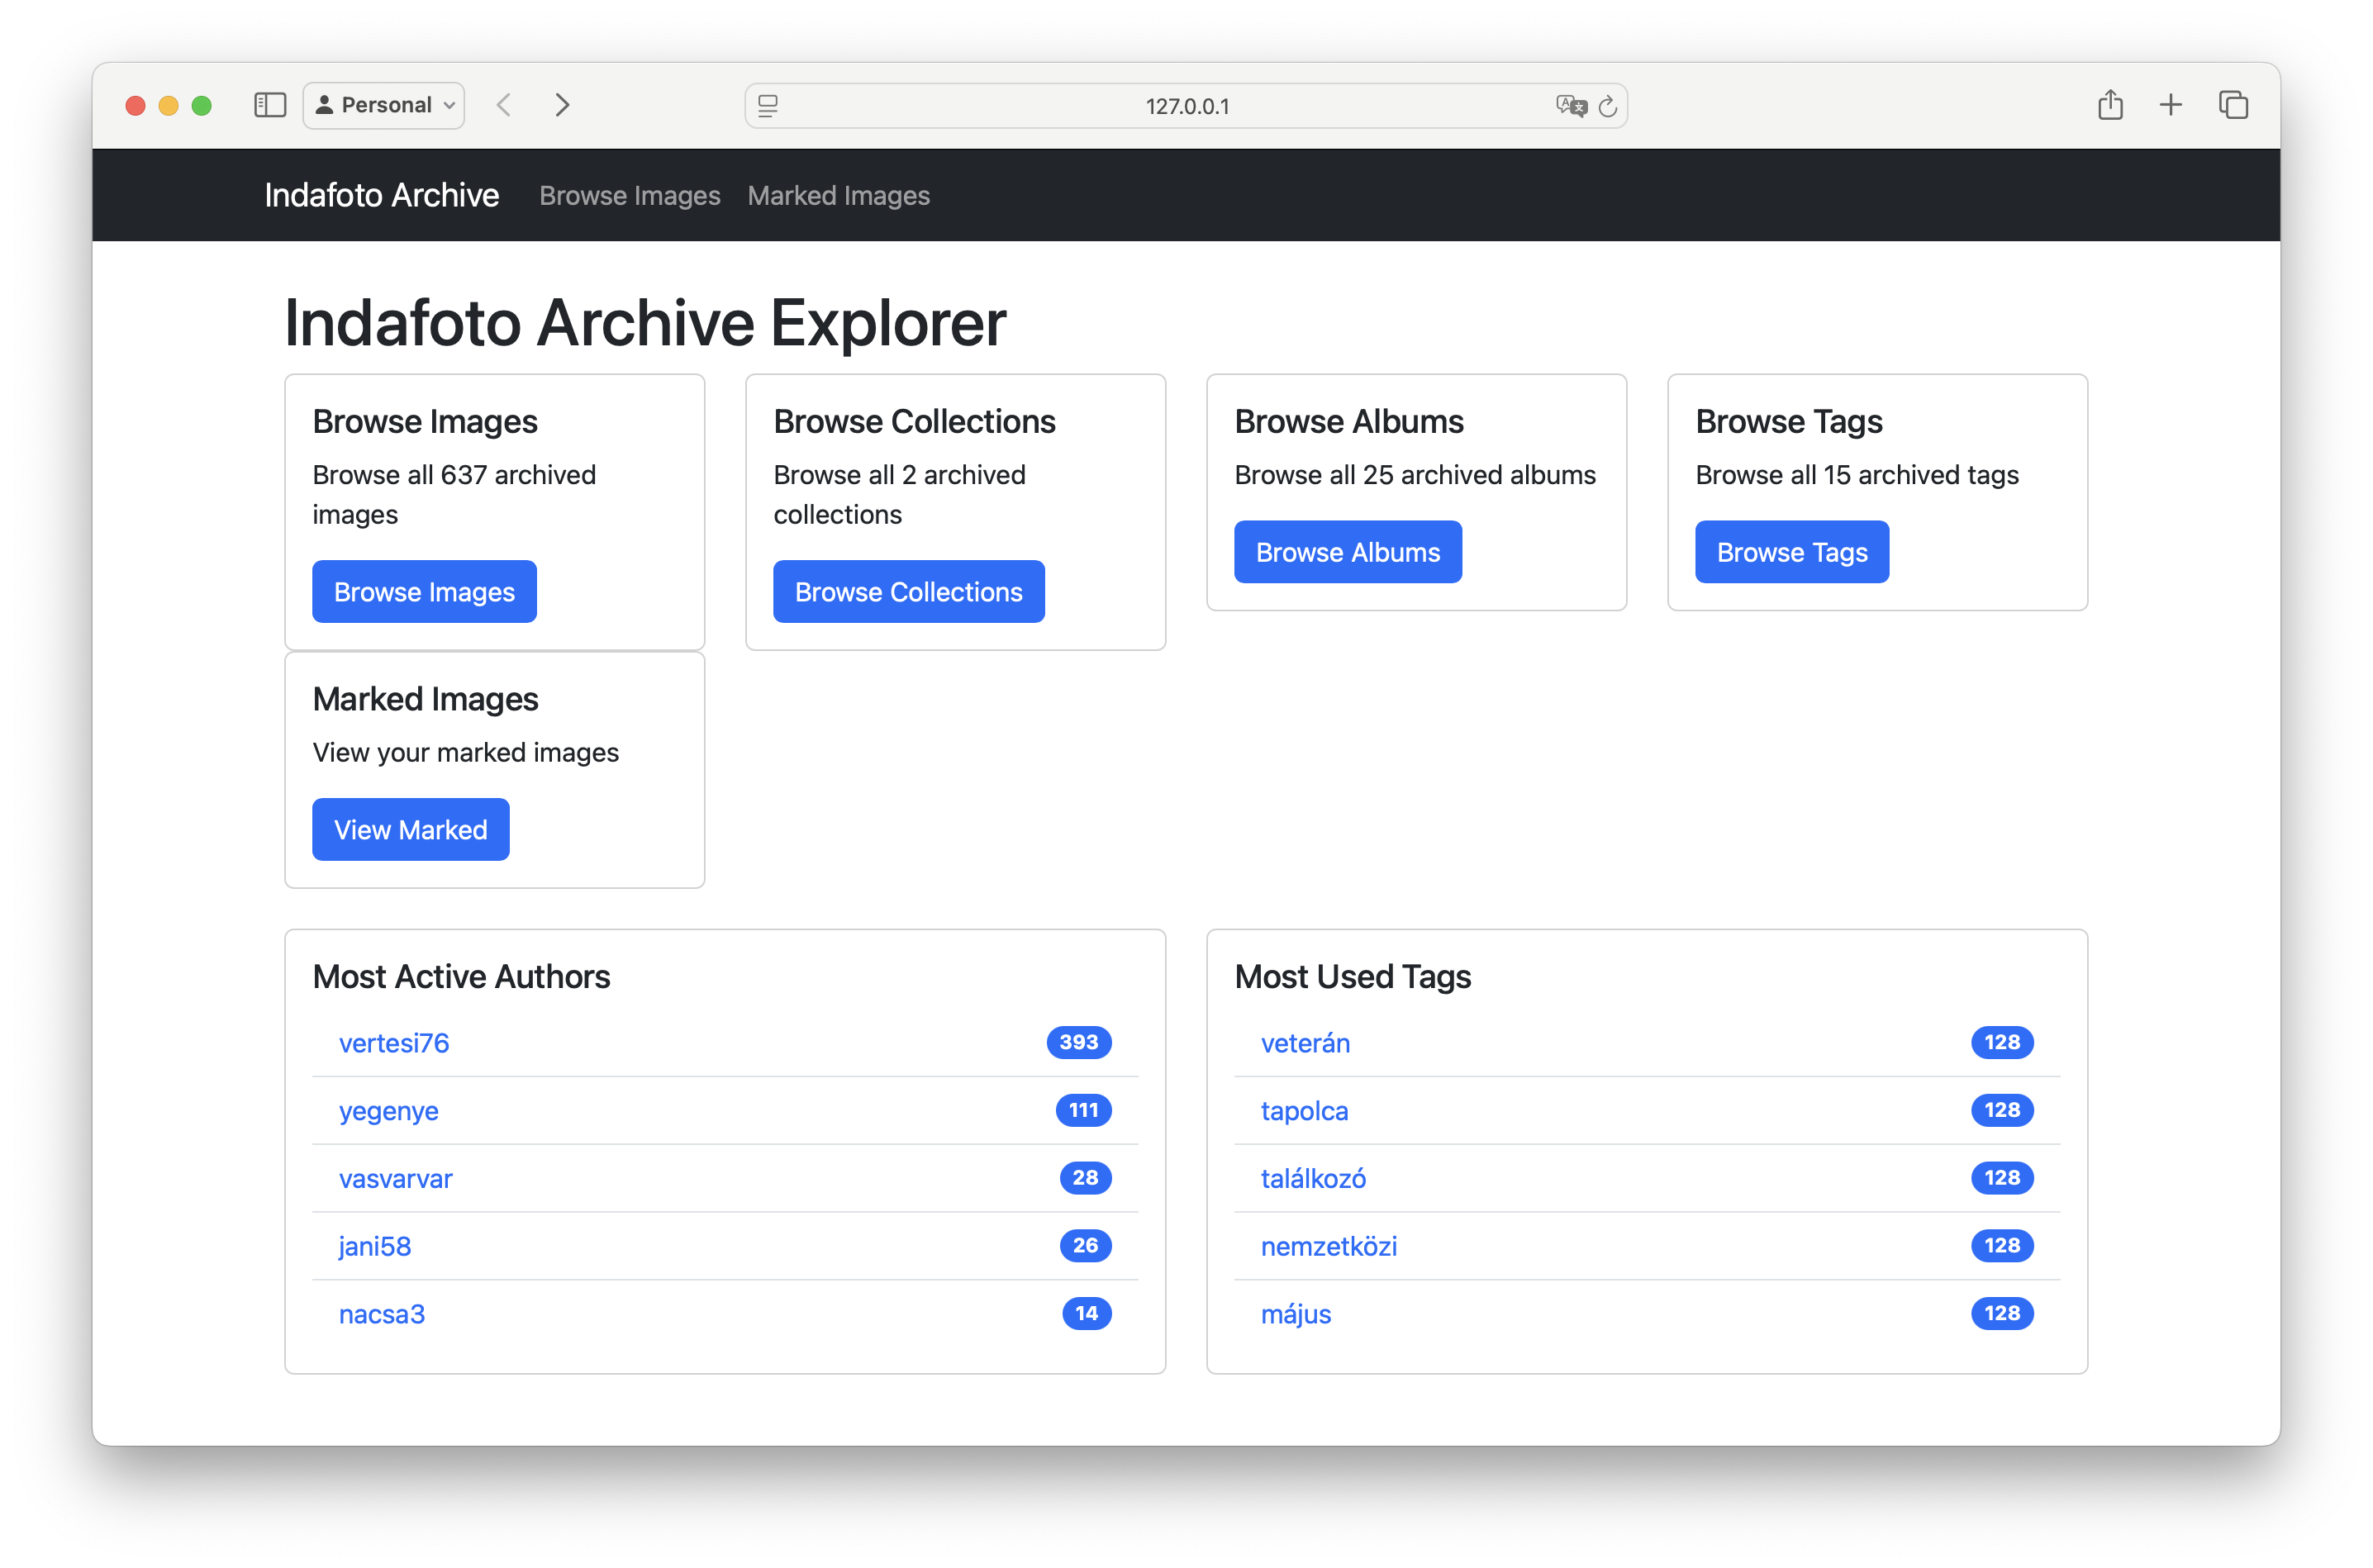 Personal
127.0.0.1
Indafoto Archive Browse Images Marked Images
Indafoto Archive Explorer
Browse Images
Browse all 637 archived
images
Browse Images
Browse Collections
Browse all 2 archived
collections
Browse Collections
Browse Albums
Browse all 25 archived albums
Browse Albums
Browse Tags
Browse all 15 archived tags
Browse Tags
Marked Images
View your marked images
View Marked
Most Active Authors
vertesi76 393
yegenye 111
vasvarvar 28
jani58 26
nacsa3 14
Most Used Tags
veterán 128
tapolca 128
találkozó 128
nemzetközi 128
május 128